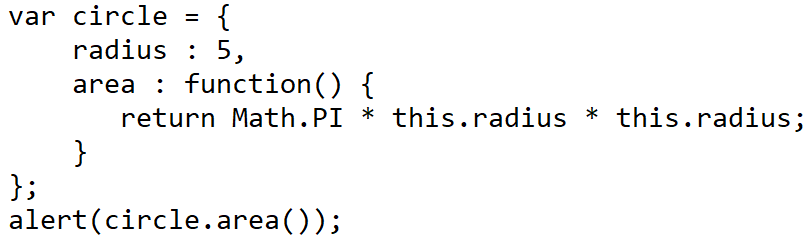 var circle = {
    radius : 5,
    area : function() {
       return Math.PI * this.radius * this.radius;
    }
};
alert(circle.area());